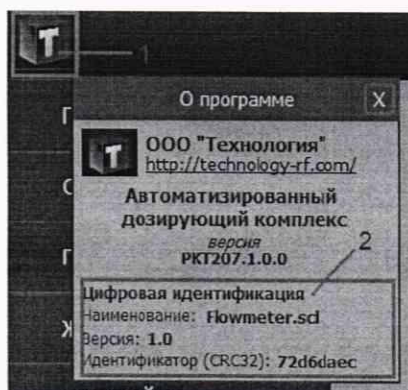 1
О программе X
ООО "Технология"
http://technology-rf.com/
Автоматизированный
дозирующий комплекс
версия
РКТ207.1.0.0
2
Цифровая идентификация
Наименование: Flowmeter.scl
Версия: 1.0
Идентификатор (CRC32): 72d6daec